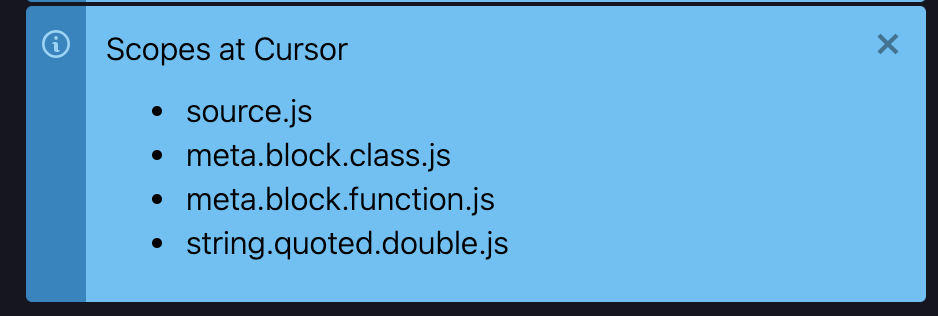 Scopes at Cursor
source.js
meta.block.class.js
meta.block.function.js
string.quoted.double.js